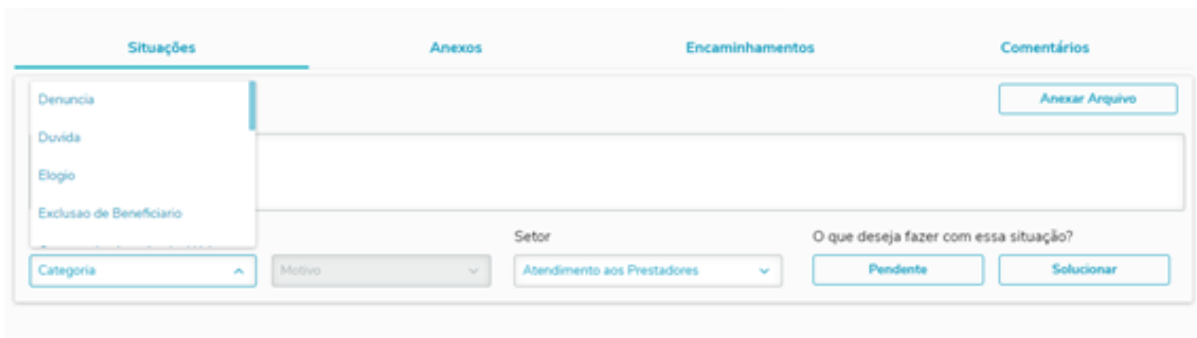 Situações
Anexos
Encaminhamentos
Comentários
Denuncia
Anexar Arquivo
Duvida
Elogio
Exclusao de Beneficiario
Setor
O que deseja fazer com essa situação?
Categoria
Motivo
Atendimento aos Prestadores
Pendente
Solucionar